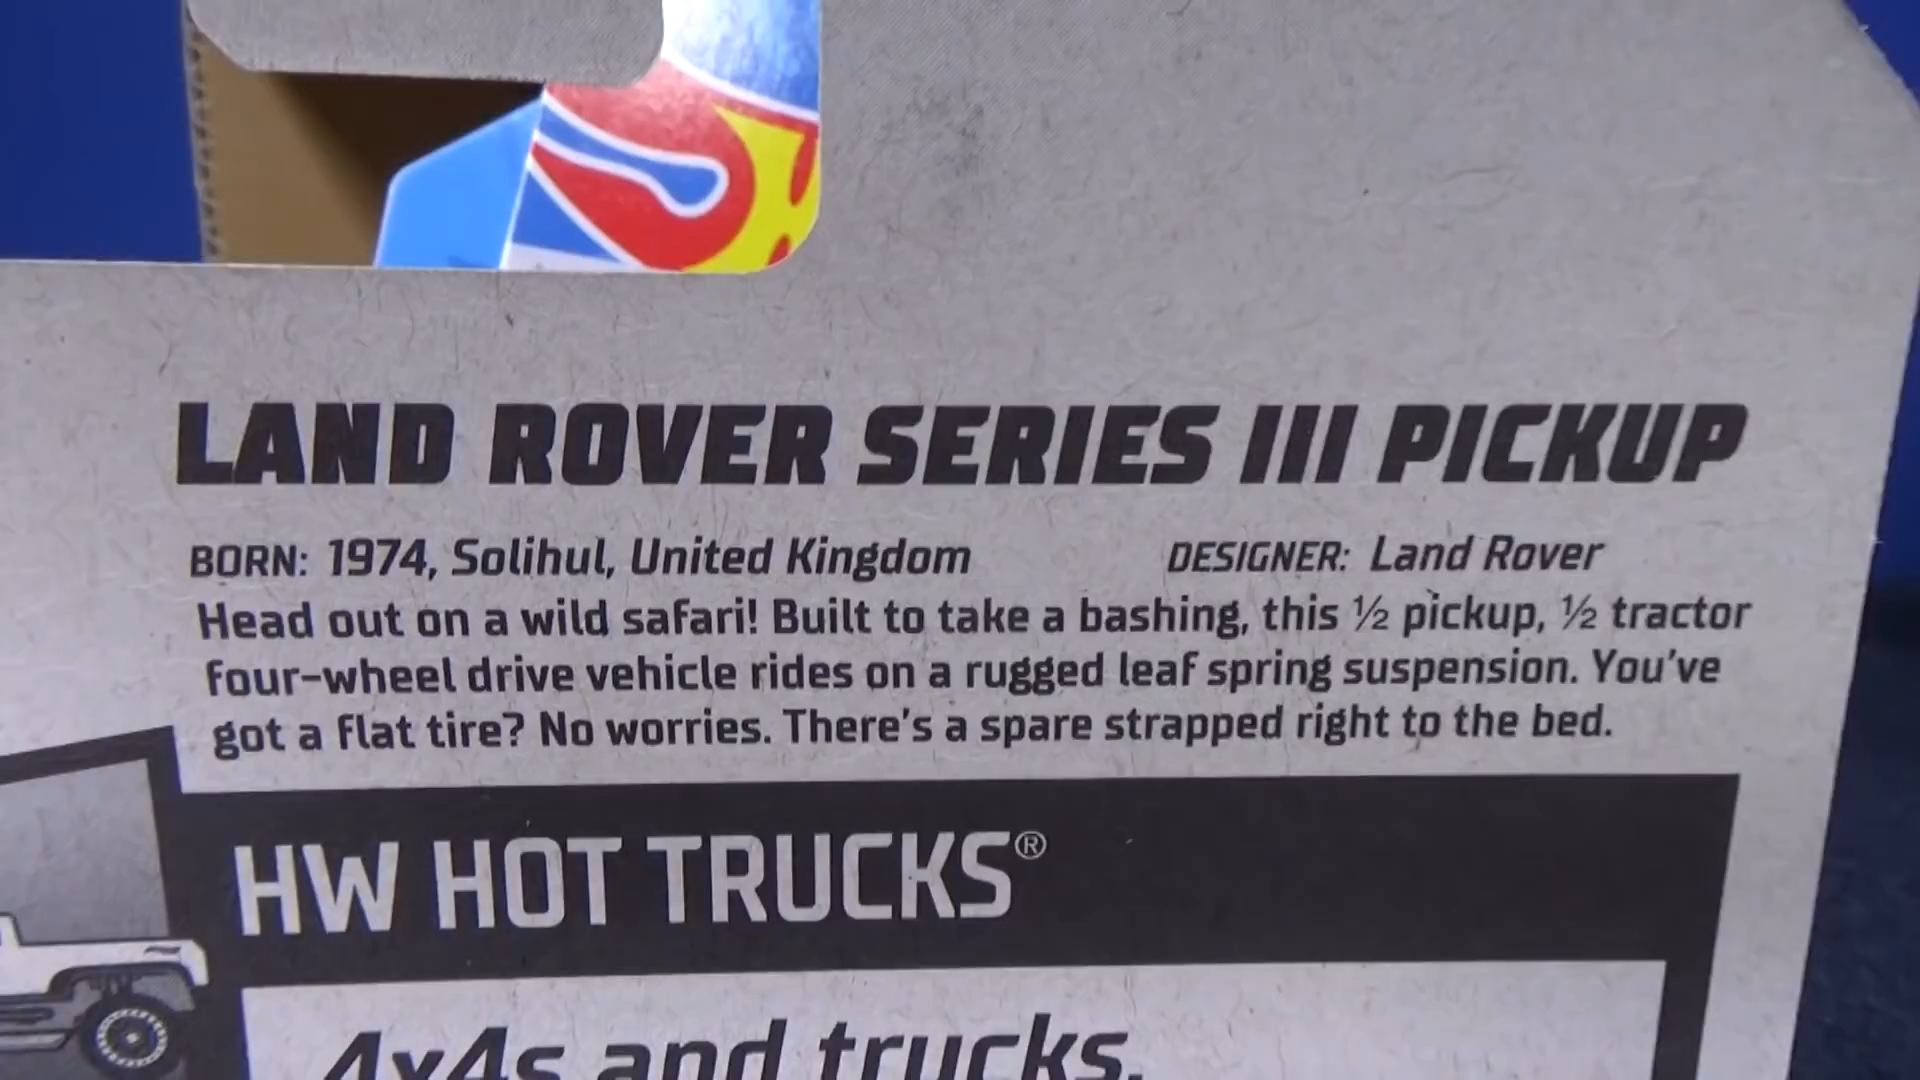 LAND ROVER SERIES III PICKUP
BORN: 1974, Solihul, United Kingdom DESIGNER: Land Rover
Head out on a wild safari! Built to take a bashing, this ½ pickup, ½ tractor
four-wheel drive vehicle rides on a rugged leaf spring suspension. You've
got a flat tire? No worries. There's a spare strapped right to the bed.
HW HOT TRUCKS®
4x4s and trucks.